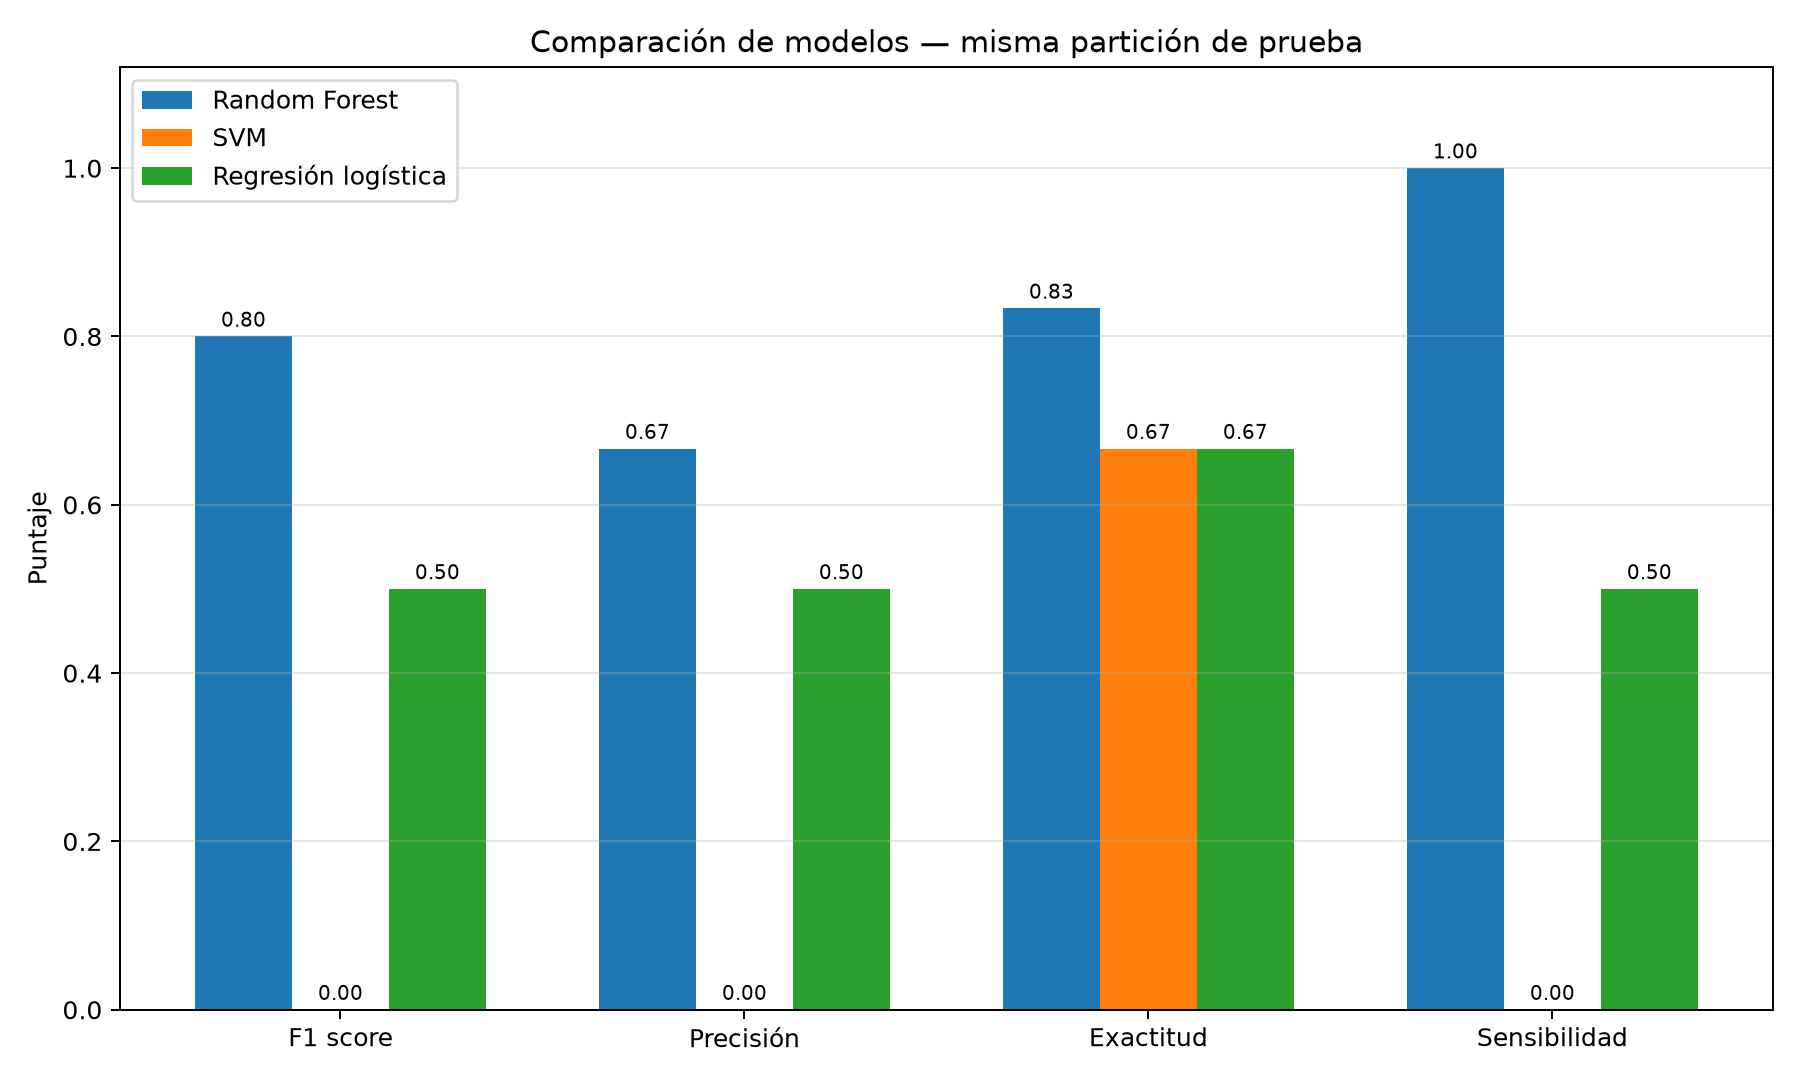 Comparación de modelos — misma partición de prueba
Random Forest
SVM
Regresión logística
Puntaje
1.0
0.8
0.6
0.4
0.2
0.0
0.80
0.00
0.50
0.67
0.00
0.50
0.83
0.67
0.67
1.00
0.00
0.50
F1 score
Precisión
Exactitud
Sensibilidad